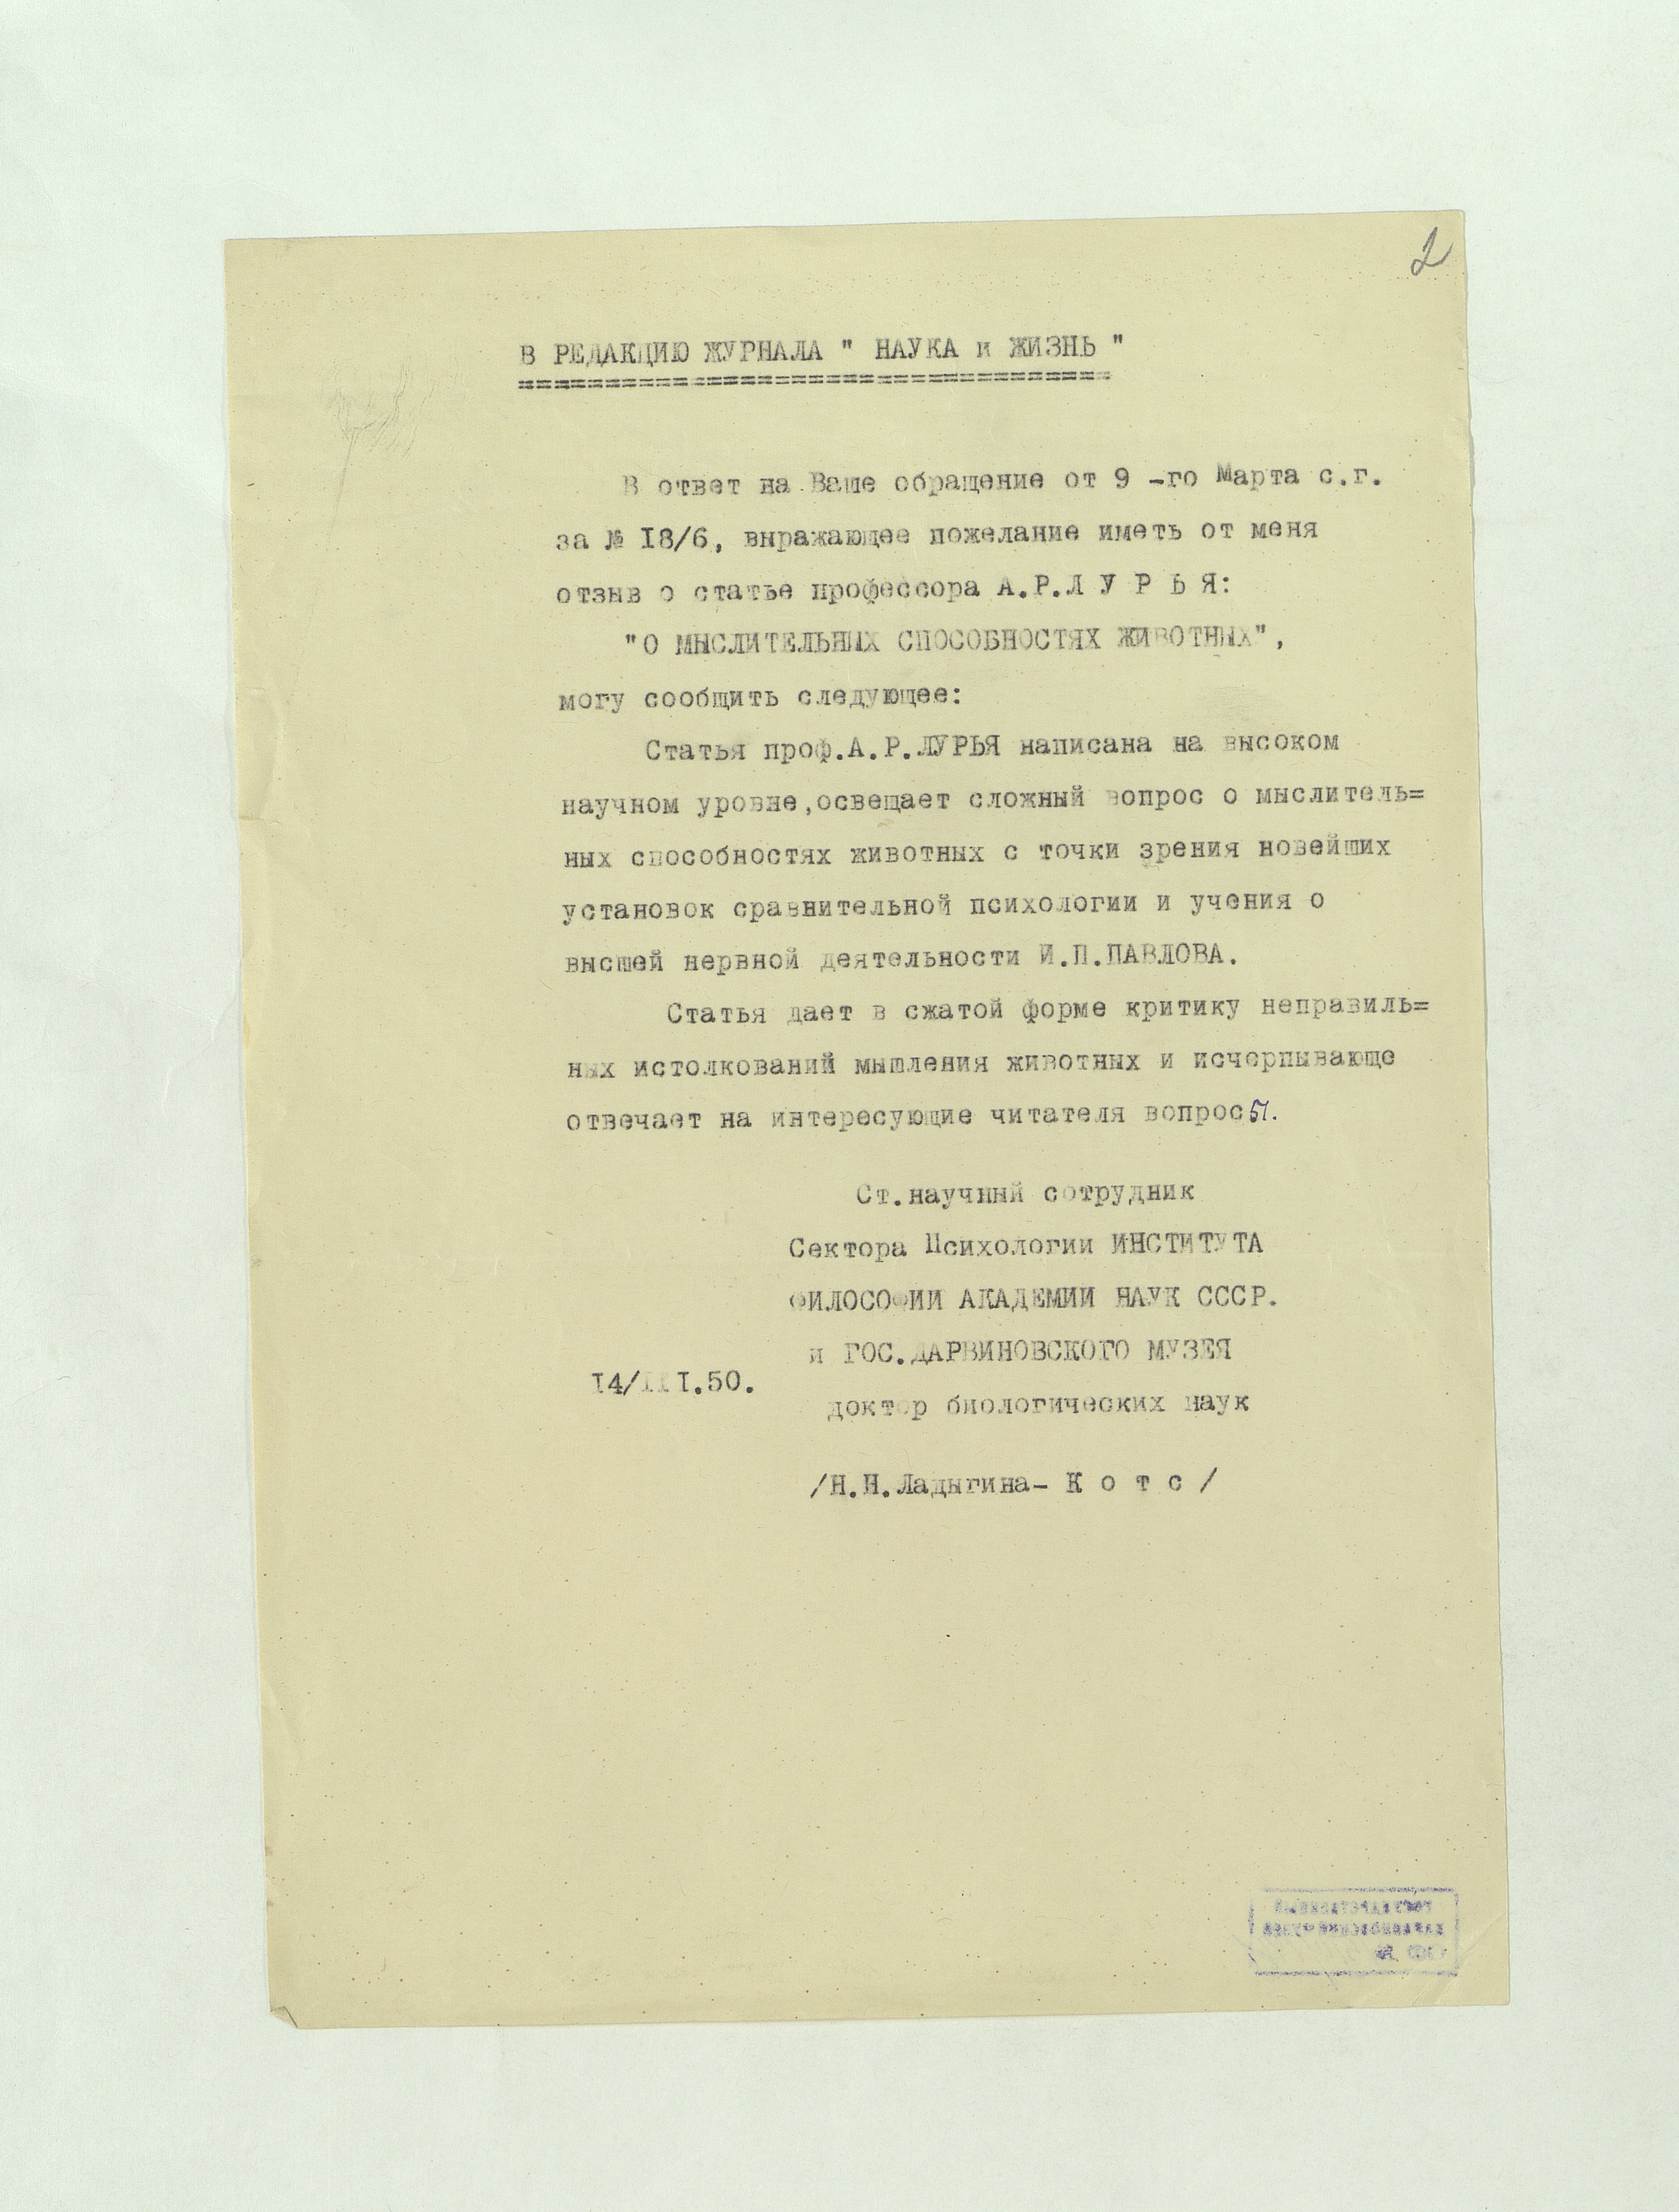 2
В РЕДАКЦИЮ ЖУРНАЛА " НАУКА и ЖИЗНЬ "
В ответ на Ваше обращение от 9 -го Марта с.г.
за № I8/6, выражающее пожелание иметь от меня
отзыв о статье профессора А.Р.Л У Р Ь Я:
"О МЫСЛИТЕЛЬНЫХ СПОСОБНОСТЯХ ЖИВОТНЫХ",
могу сообщить следующее:
Статья проф.А.Р.ЛУРЬЯ написана на высоком
научном уровне,освещает сложный вопрос о мыслитель=
ных способностях животных с точки зрения новейших
установок сравнительной психологии и учения о
высшей нервной деятельности И.П.ПАВЛОВА.
Статья дает в сжатой форме критику неправиль=
ных истолкований мышления животных и исчерпывающе
отвечает на интересующие читателя вопросы.
Ст.научный сотрудник
Сектора Психологии ИНСТИТУТА
ФИЛОСОФИИ АКАДЕМИИ НАУК СССР.
и ГОС.ДАРВИНОВСКОГО МУЗЕЯ
I4/III.50.
доктор биологических наук
/Н.Н.Ладыгина- К о т с /